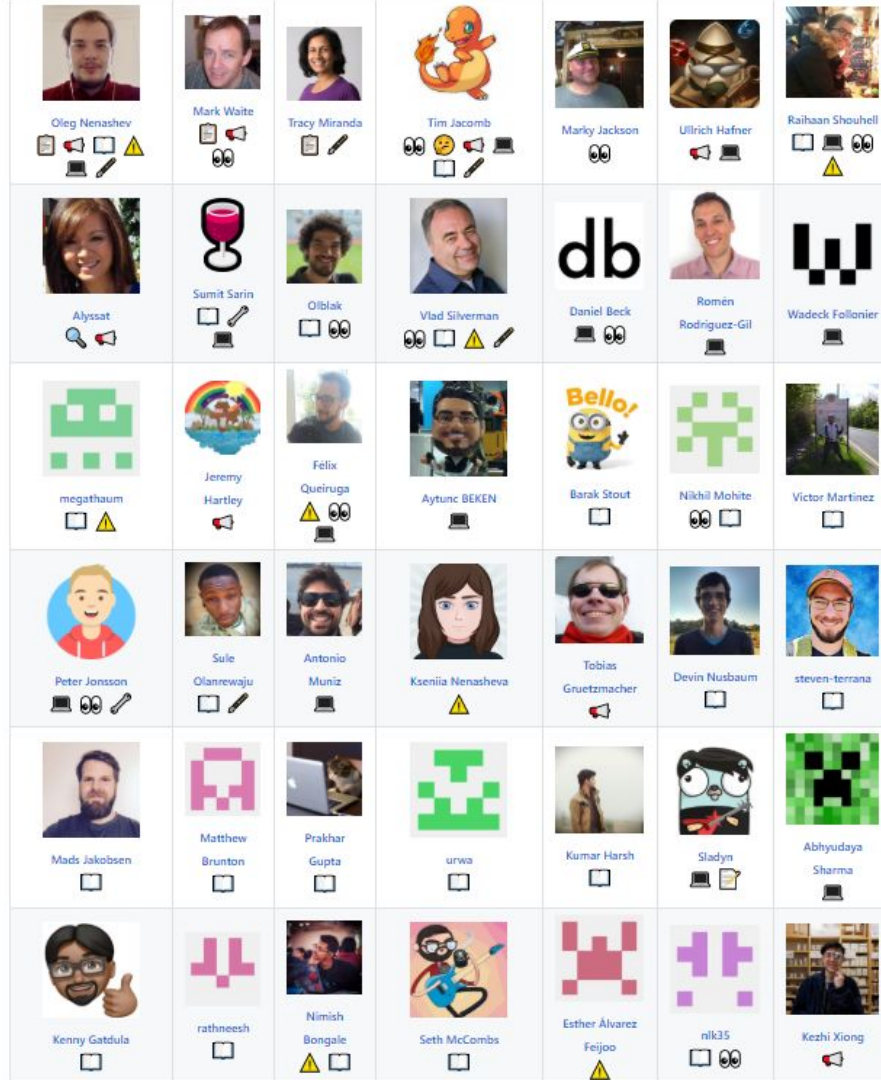 Oleg Nenashev
Mark Waite
Tracy Miranda
Tim Jacomb
Marky Jackson
Ullrich Hafner
Raihaan Shouhell
Alyssat
Sumit Sarin
Olblak
Vlad Silverman
db
Daniel Beck
Romén
Rodriguez-Gil
Wadeck Follonier
megathaum
Jeremy
Hartley
Félix
Queiruga
Aytunc BEKEN
Bello!
Barak Stout
Nikhil Mohite
Victor Martinez
Peter Jonsson
Sule
Olanrewaju
Antonio
Muniz
Kseniia Nenasheva
Tobias
Gruetzmacher
Devin Nusbaum
steven-terrana
Mads Jakobsen
Matthew
Brunton
Prakhar
Gupta
urwa
Kumar Harsh
Sladyn
Abhyudaya
Sharma
Kenny Gatdula
rathneesh
Nimish
Bongale
Seth McCombs
Esther Álvarez
Feijoo
nlk35
Kezhi Xiong